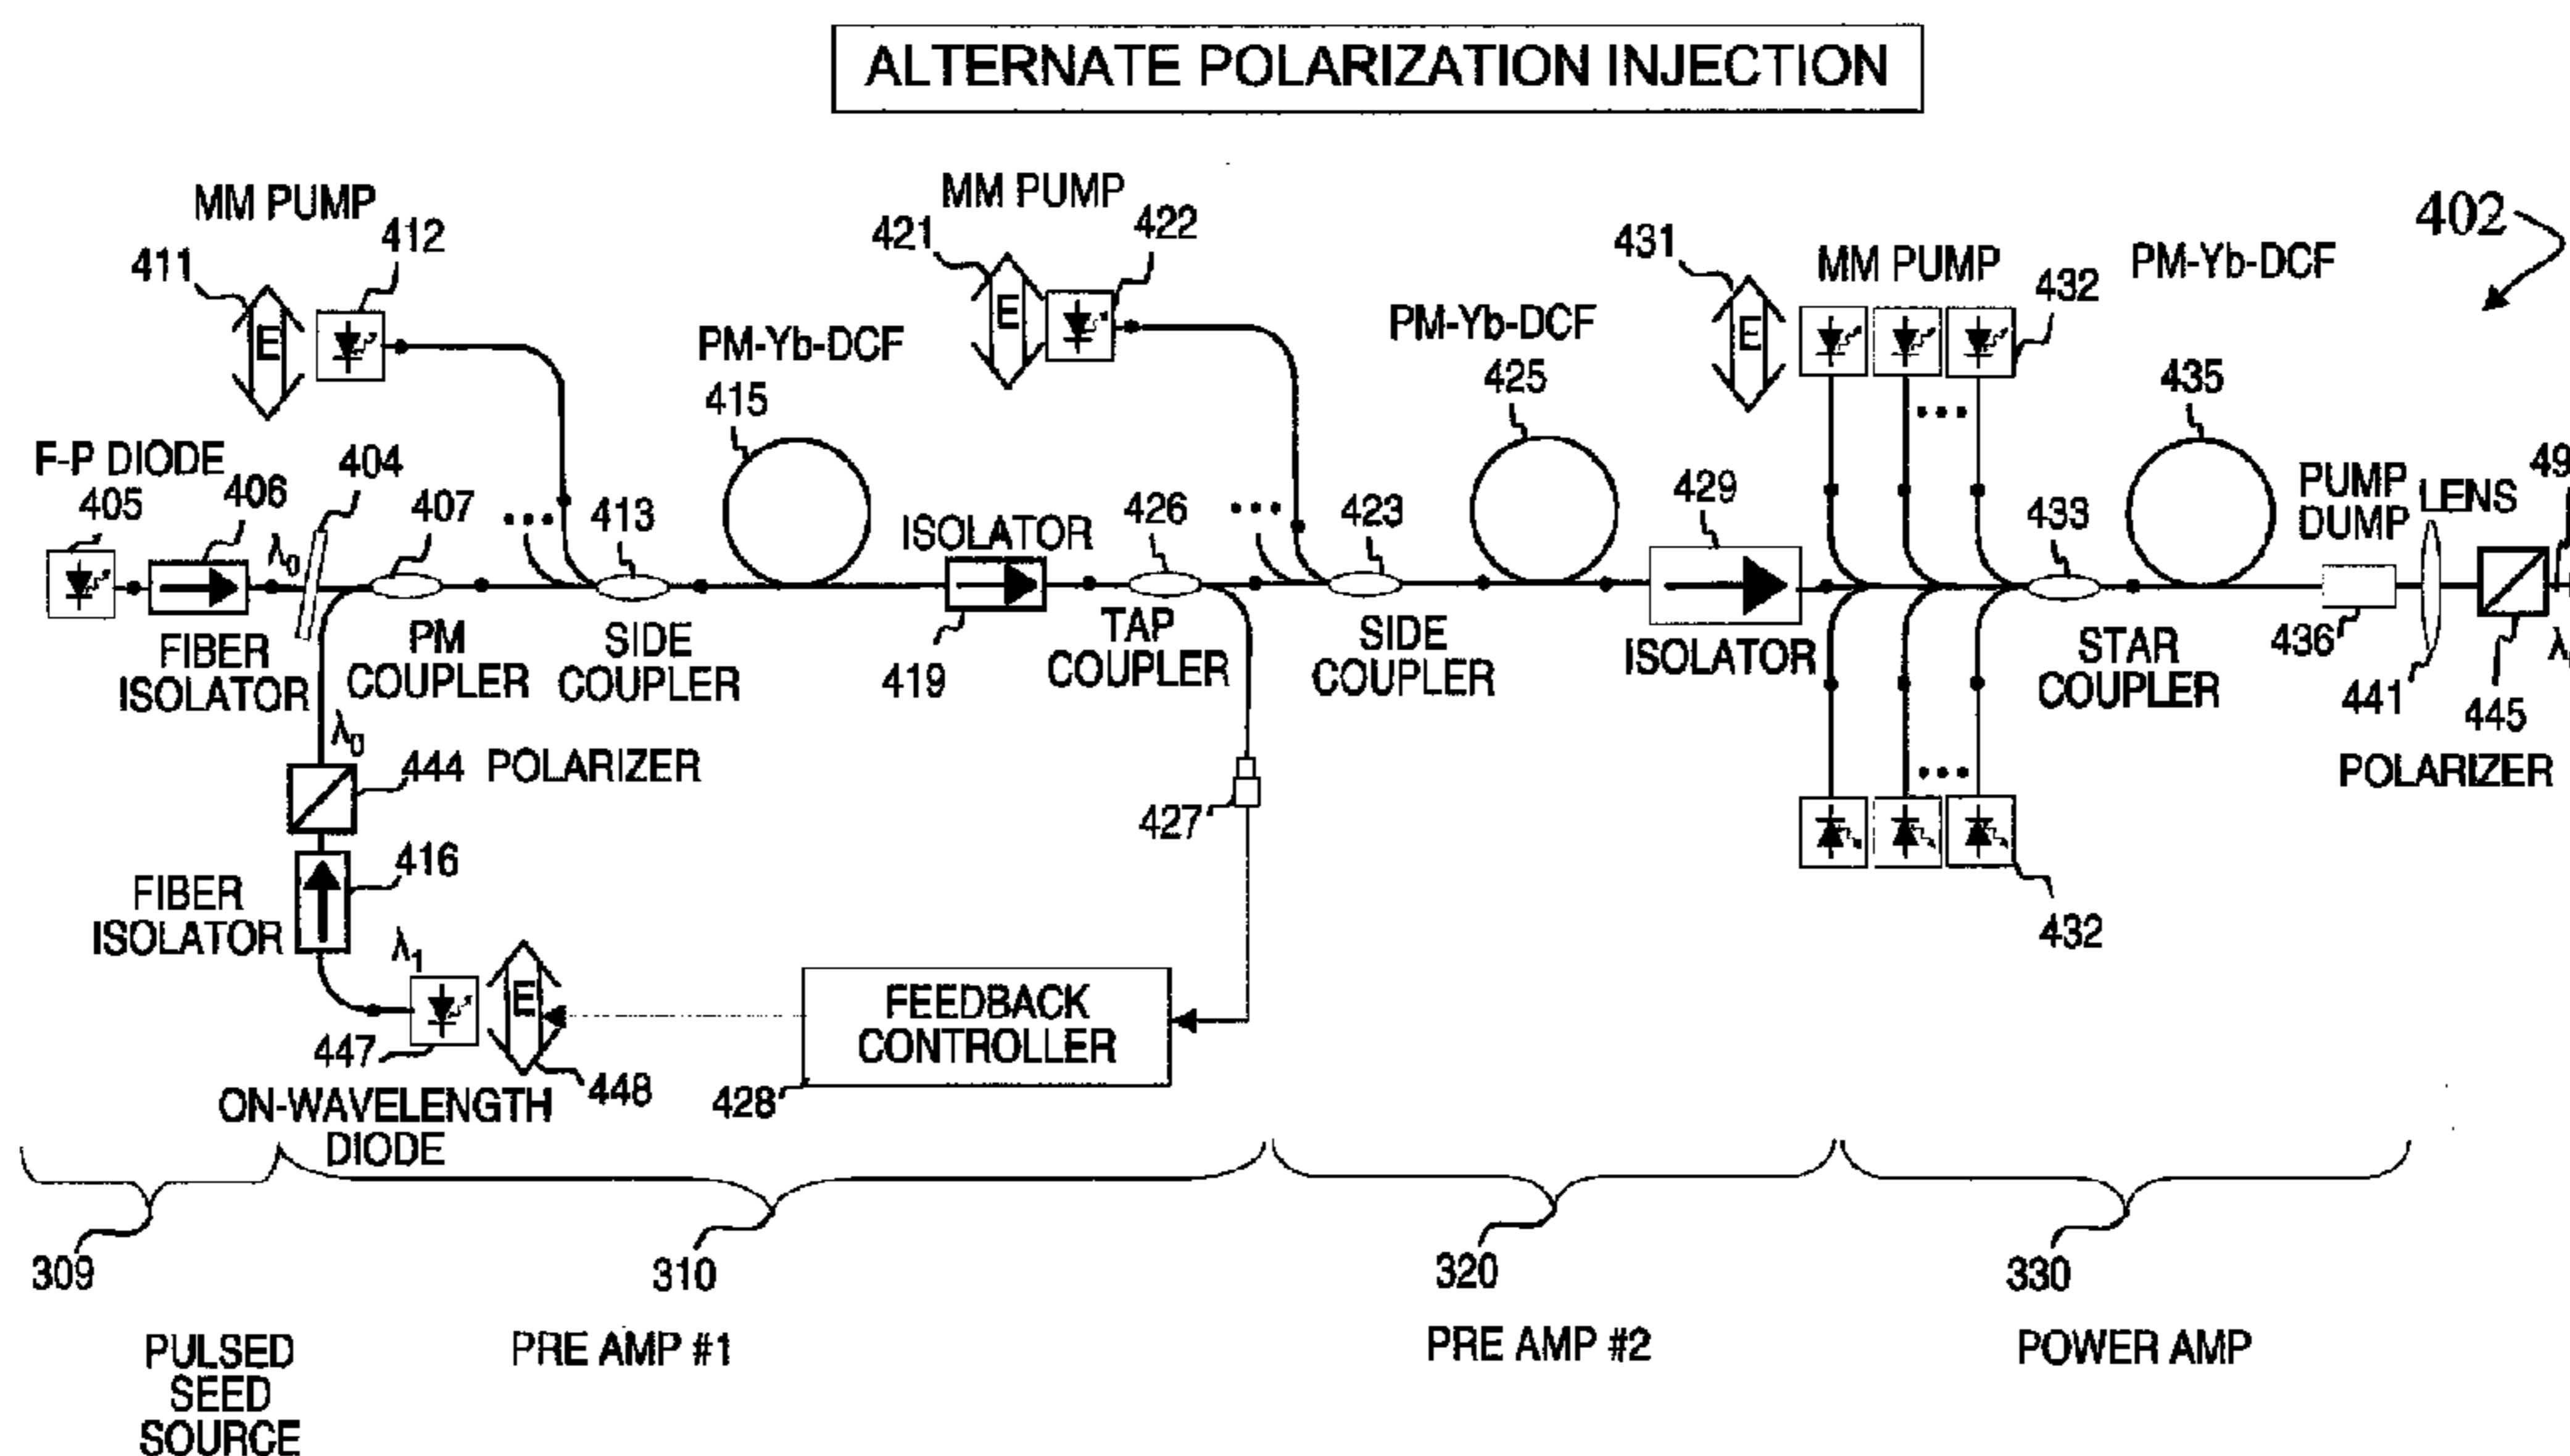 ALTERNATE POLARIZATION INJECTION
402
MM PUMP
411
412
E
MM PUMP
421
422
E
431
E
MM PUMP
432
PM-Yb-DCF
435
PM-Yb-DCF
415
PM-Yb-DCF
425
F-P DIODE
405
406
λ0
404
407
413
ISOLATOR
426
423
429
433
PUMP
DUMP
LENS
49
FIBER
ISOLATOR
PM
COUPLER
SIDE
COUPLER
419
TAP
COUPLER
SIDE
COUPLER
ISOLATOR
STAR
COUPLER
436
441
445
POLARIZER
λ
λ0
444 POLARIZER
427
FIBER
ISOLATOR
416
432
λ1
E
447
448
ON-WAVELENGTH
DIODE
FEEDBACK
CONTROLLER
428
309
310
320
330
PULSED
SEED
SOURCE
PRE AMP #1
PRE AMP #2
POWER AMP